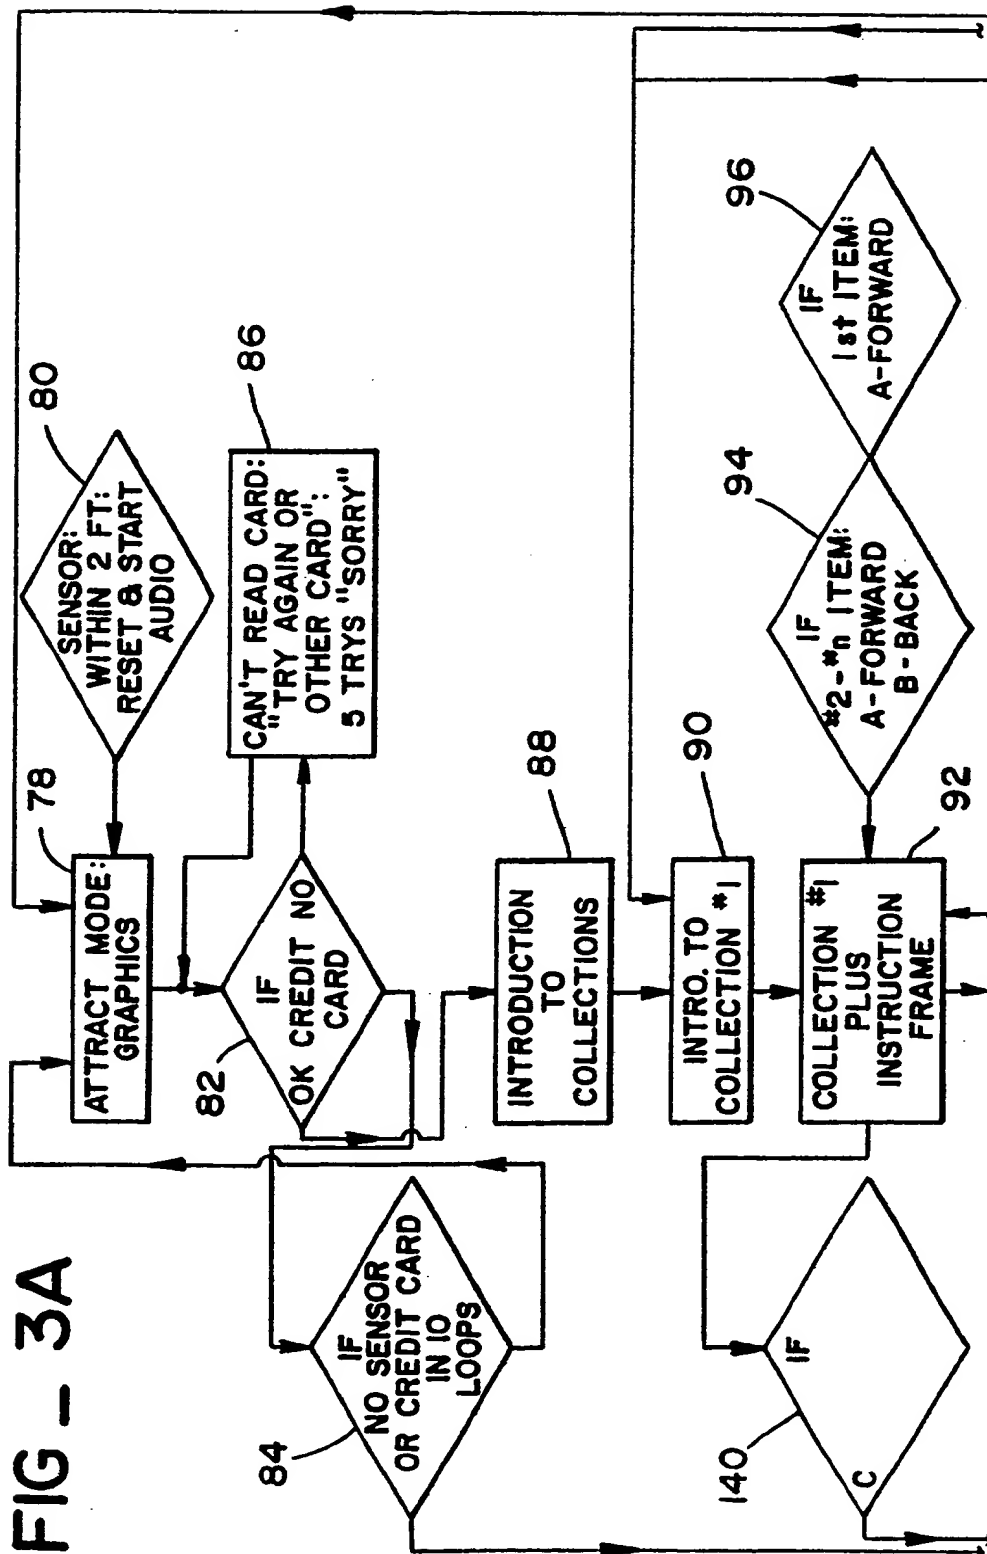 FIG – 3A
78
ATTRACT MODE:
GRAPHICS
80
SENSOR:
WITHIN 2 FT:
RESET & START
AUDIO
82
IF
OK CREDIT NO
CARD
86
CAN'T READ CARD:
"TRY AGAIN OR
OTHER CARD":
5 TRYS "SORRY"
84
IF
NO SENSOR
OR CREDIT CARD
IN 10
LOOPS
88
INTRODUCTION
TO
COLLECTIONS
90
INTRO. TO
COLLECTION #1
92
COLLECTION #1
PLUS
INSTRUCTION
FRAME
94
IF
#2-#n ITEM:
A-FORWARD
B-BACK
96
IF
1st ITEM:
A-FORWARD
140
IF
C